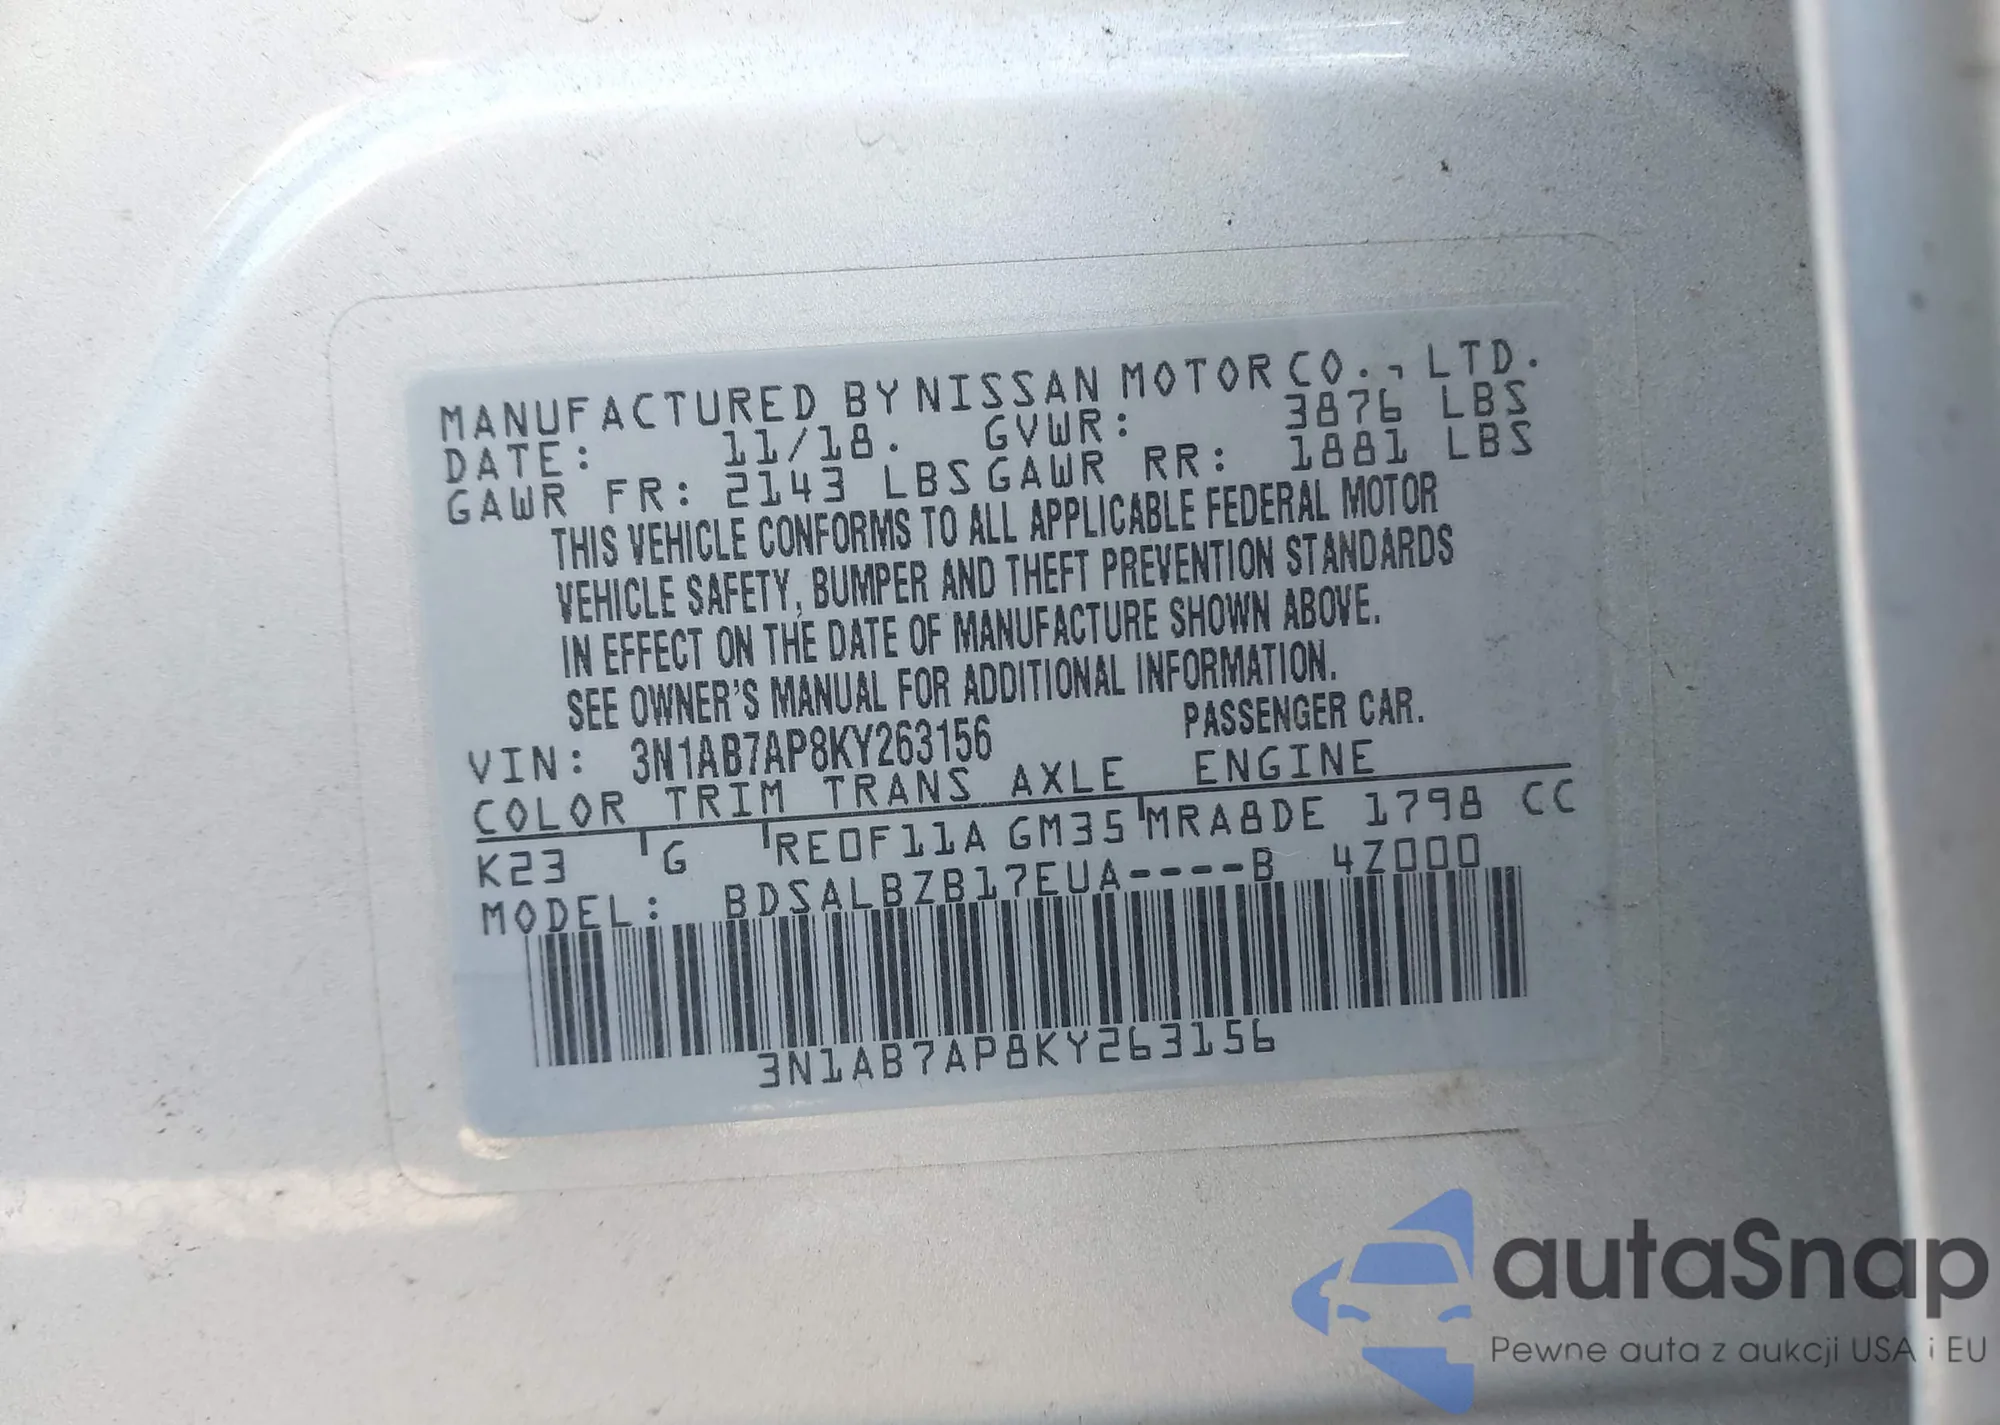 MANUFACTURED BY NISSAN MOTOR CO., LTD.
DATE: 11/18. GVWR: 3876 LBS
GAWR FR: 2143 LBS GAWR RR: 1881 LBS
THIS VEHICLE CONFORMS TO ALL APPLICABLE FEDERAL MOTOR
VEHICLE SAFETY, BUMPER AND THEFT PREVENTION STANDARDS
IN EFFECT ON THE DATE OF MANUFACTURE SHOWN ABOVE.
SEE OWNER'S MANUAL FOR ADDITIONAL INFORMATION.
VIN: 3N1AB7AP8KY263156 PASSENGER CAR.
COLOR TRIM TRANS AXLE ENGINE
K23 G RE0F11A GM35 MRA8DE 1798 CC
MODEL: BDSALBZB17EUA----B 4Z000
3N1AB7AP8KY263156
autaSnap
Pewne auta z aukcji USA i EU